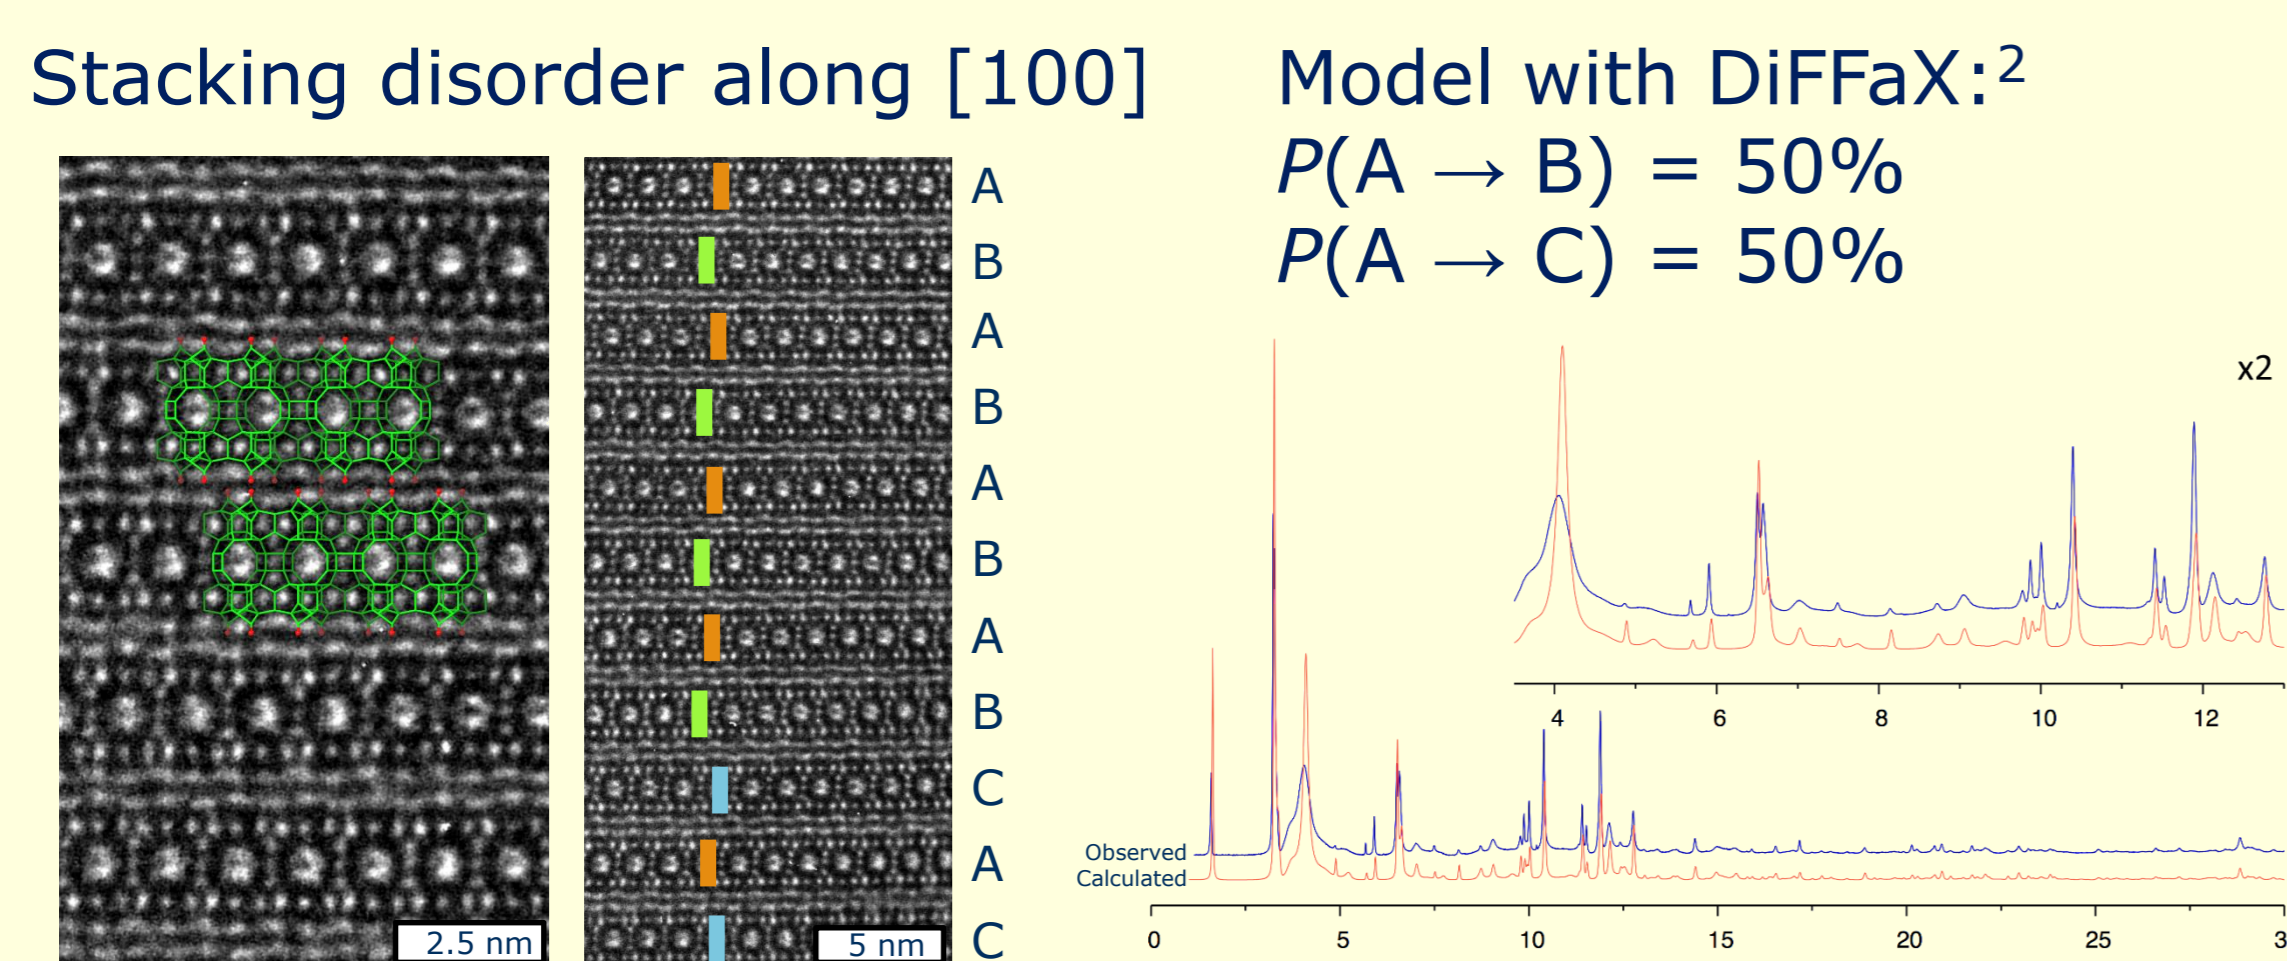 Stacking disorder along [100]
Model with DiFFaX:²
P(A → B) = 50%
P(A → C) = 50%
A
B
A
B
A
B
A
B
C
A
C
2.5 nm
5 nm
x2
4 6 8 10 12
Observed
Calculated
0 5 10 15 20 25 3